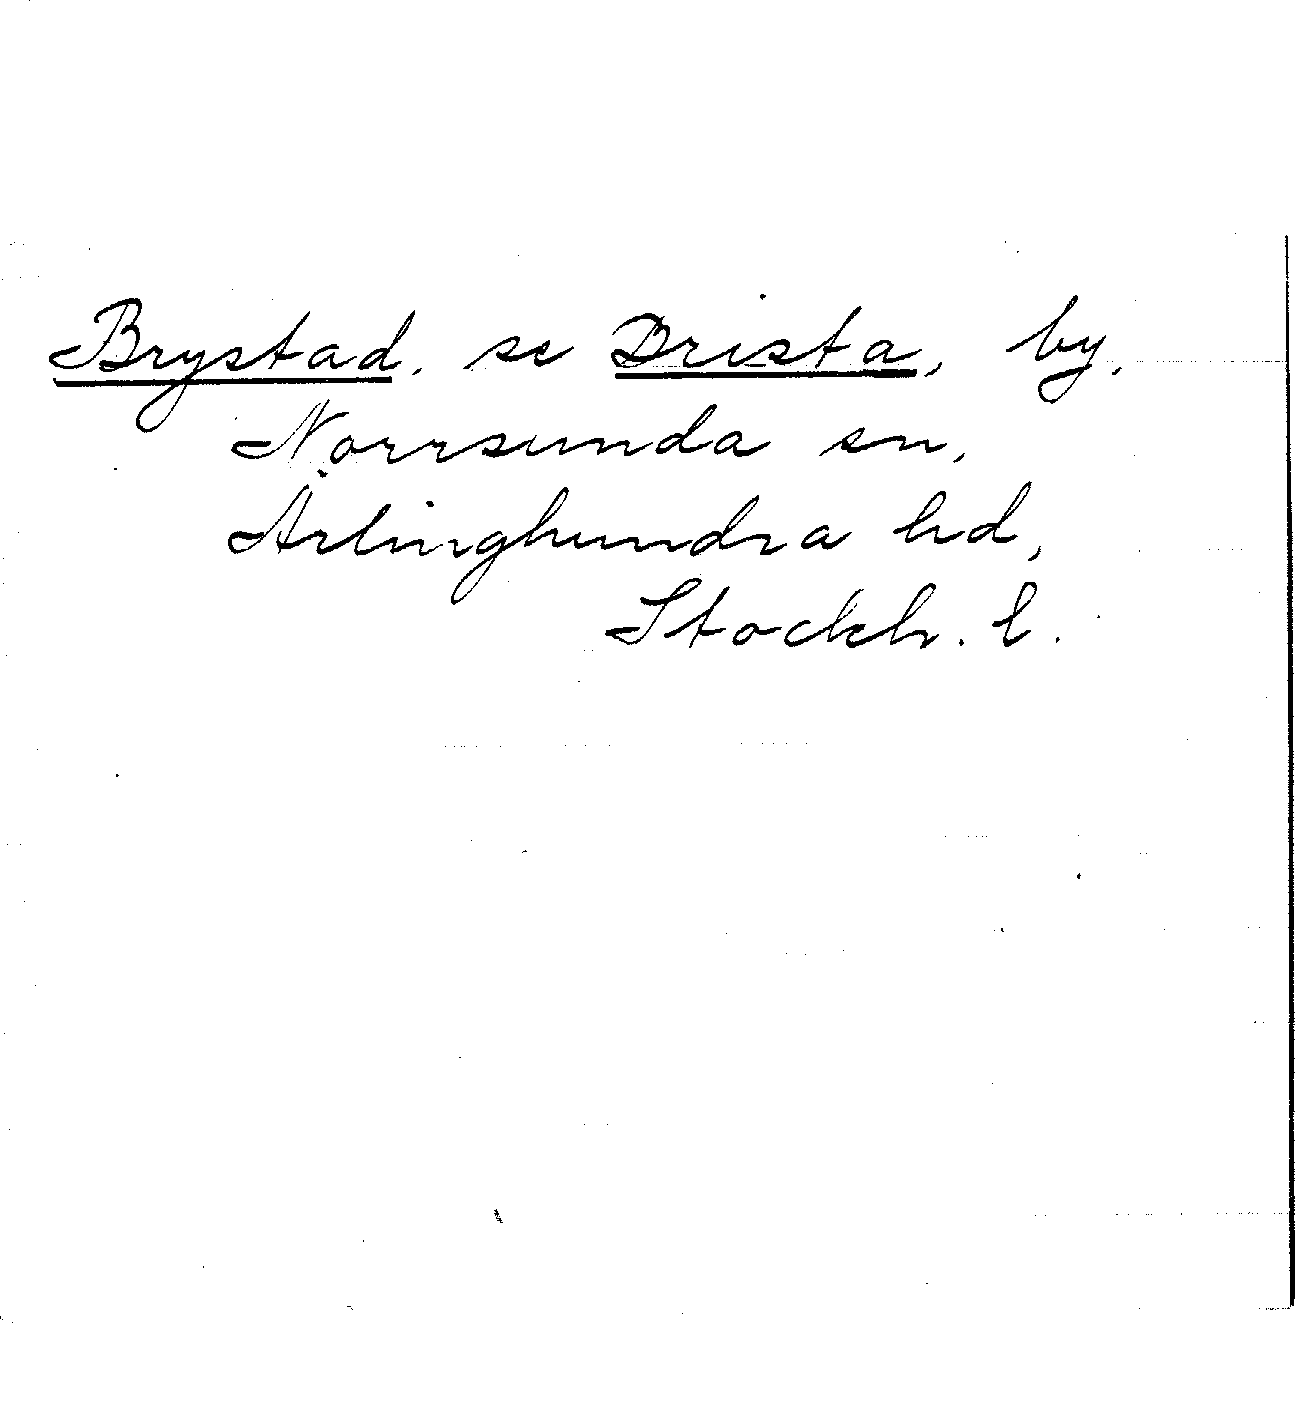 Brystad, se Drista, by,
Norrsunda sn,
Ärlinghundra hd,
Stockh. l.